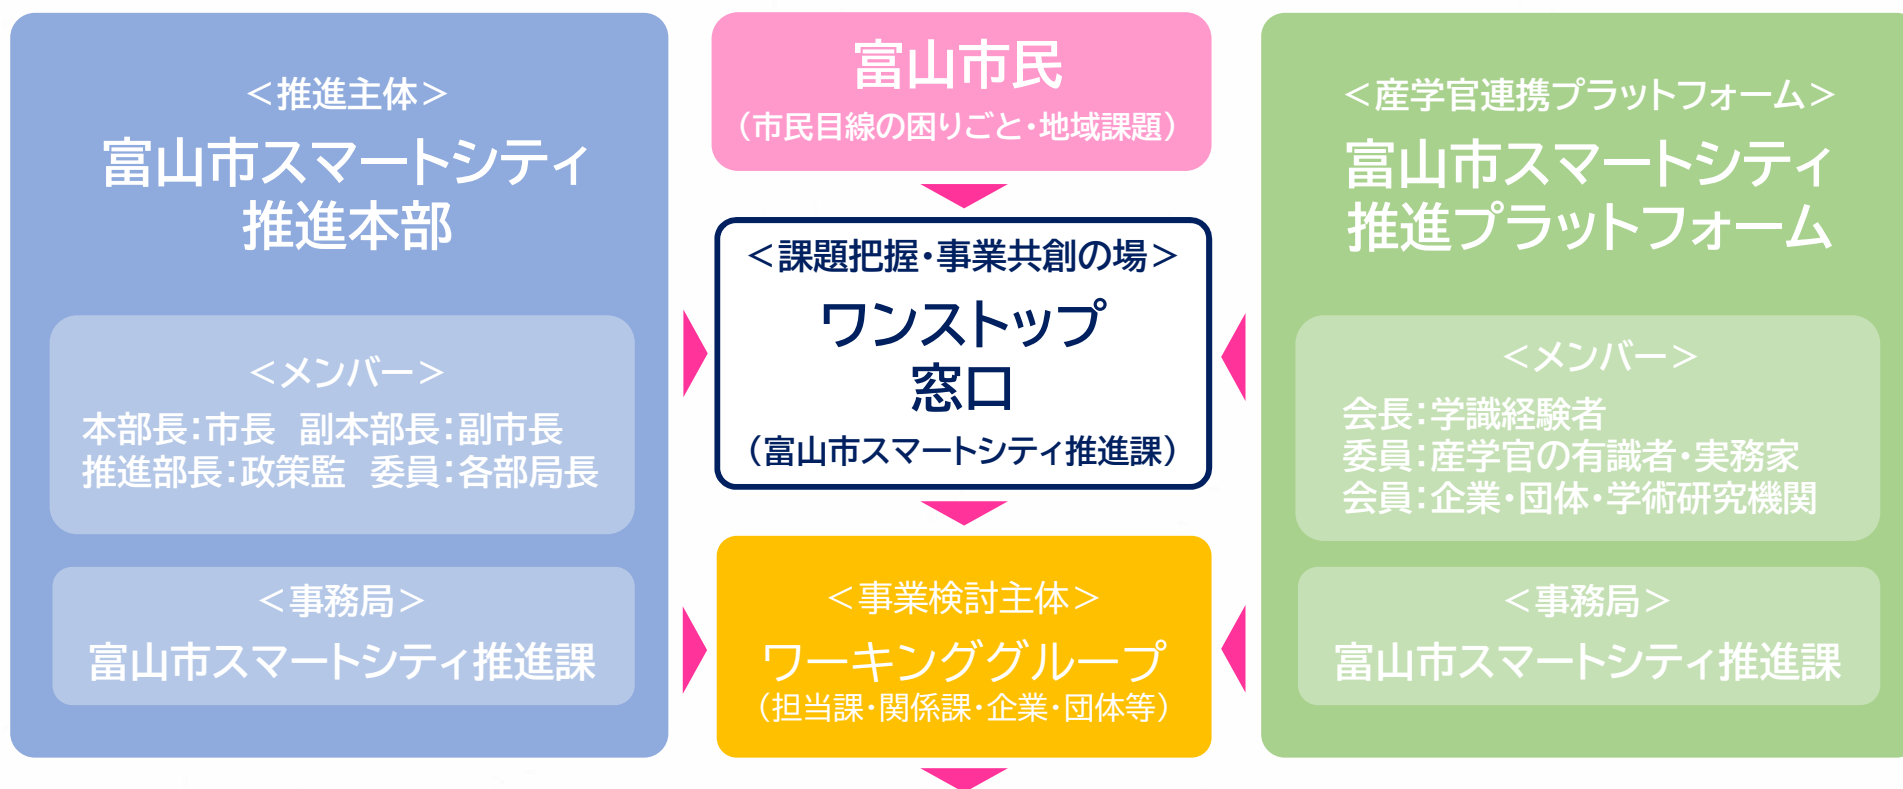 ＜推進主体＞
富山市スマートシティ
推進本部
＜メンバー＞
本部長：市長　副本部長：副市長
推進部長：政策監　委員：各部局長
＜事務局＞
富山市スマートシティ推進課
富山市民
（市民目線の困りごと・地域課題）
＜課題把握・事業共創の場＞
ワンストップ
窓口
（富山市スマートシティ推進課）
＜事業検討主体＞
ワーキンググループ
（担当課・関係課・企業・団体等）
＜産学官連携プラットフォーム＞
富山市スマートシティ
推進プラットフォーム
＜メンバー＞
会長：学識経験者
委員：産学官の有識者・実務家
会員：企業・団体・学術研究機関
＜事務局＞
富山市スマートシティ推進課